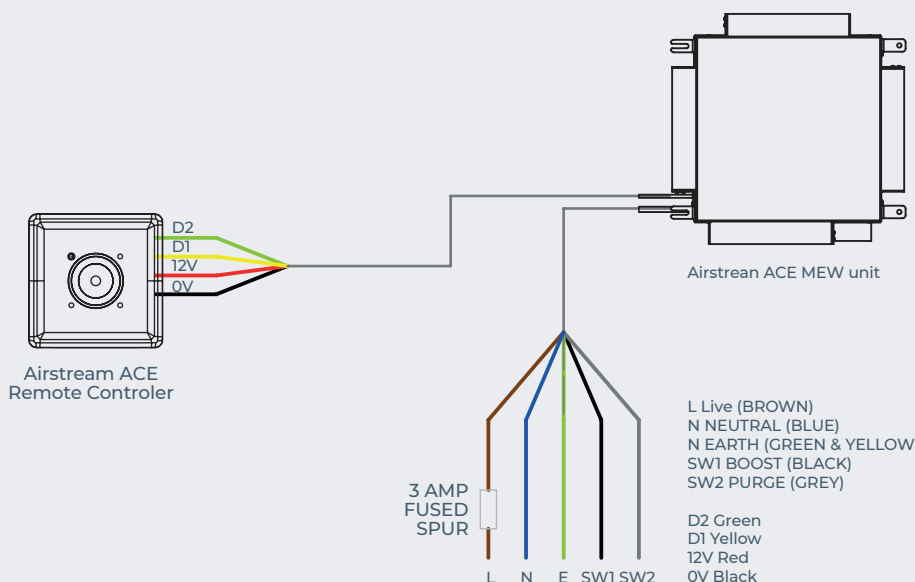 D2
D1
12V
0V
Airstream ACE
Remote Controler
Airstrean ACE MEW unit
3 AMP
FUSED
SPUR
L N E SW1 SW2
L Live (BROWN)
N NEUTRAL (BLUE)
N EARTH (GREEN & YELLOW
SW1 BOOST (BLACK)
SW2 PURGE (GREY)
D2 Green
D1 Yellow
12V Red
0V Black